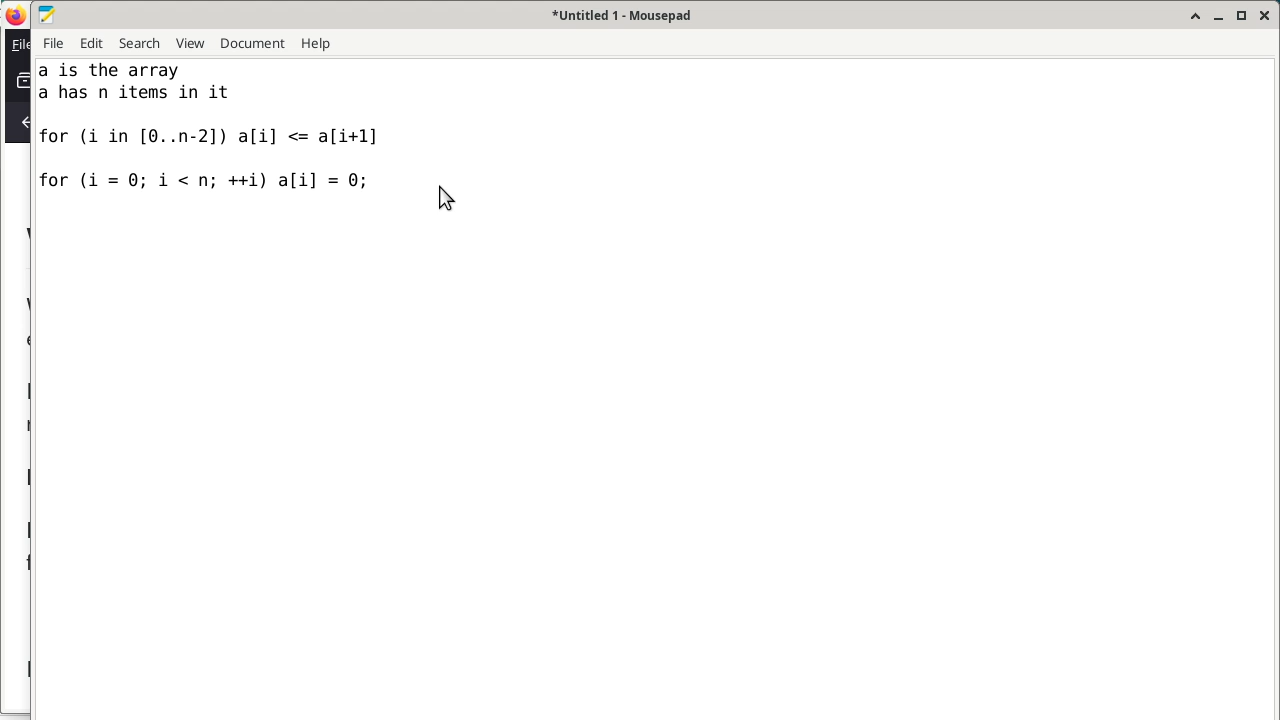 *Untitled 1 - Mousepad
File
File Edit Search View Document Help
a is the array
a has n items in it
for (i in [0..n-2]) a[i] <= a[i+1]
for (i = 0; i < n; ++i) a[i] = 0;